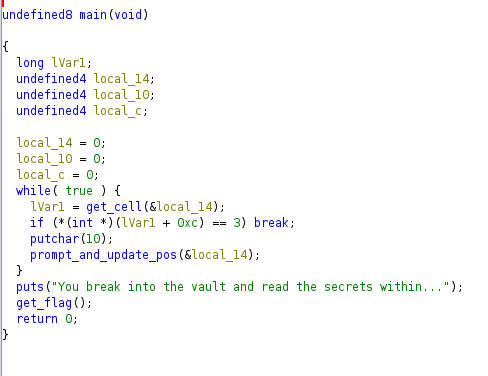 undefined8 main(void)
{
long lVar1;
undefined4 local_14;
undefined4 local_10;
undefined4 local_c;
local_14 = 0;
local_10 = 0;
local_c = 0;
while( true ) {
lVar1 = get_cell(&local_14);
if (*(int *)(lVar1 + 0xc) == 3) break;
putchar(10);
prompt_and_update_pos(&local_14);
}
puts("You break into the vault and read the secrets within...");
get_flag();
return 0;
}